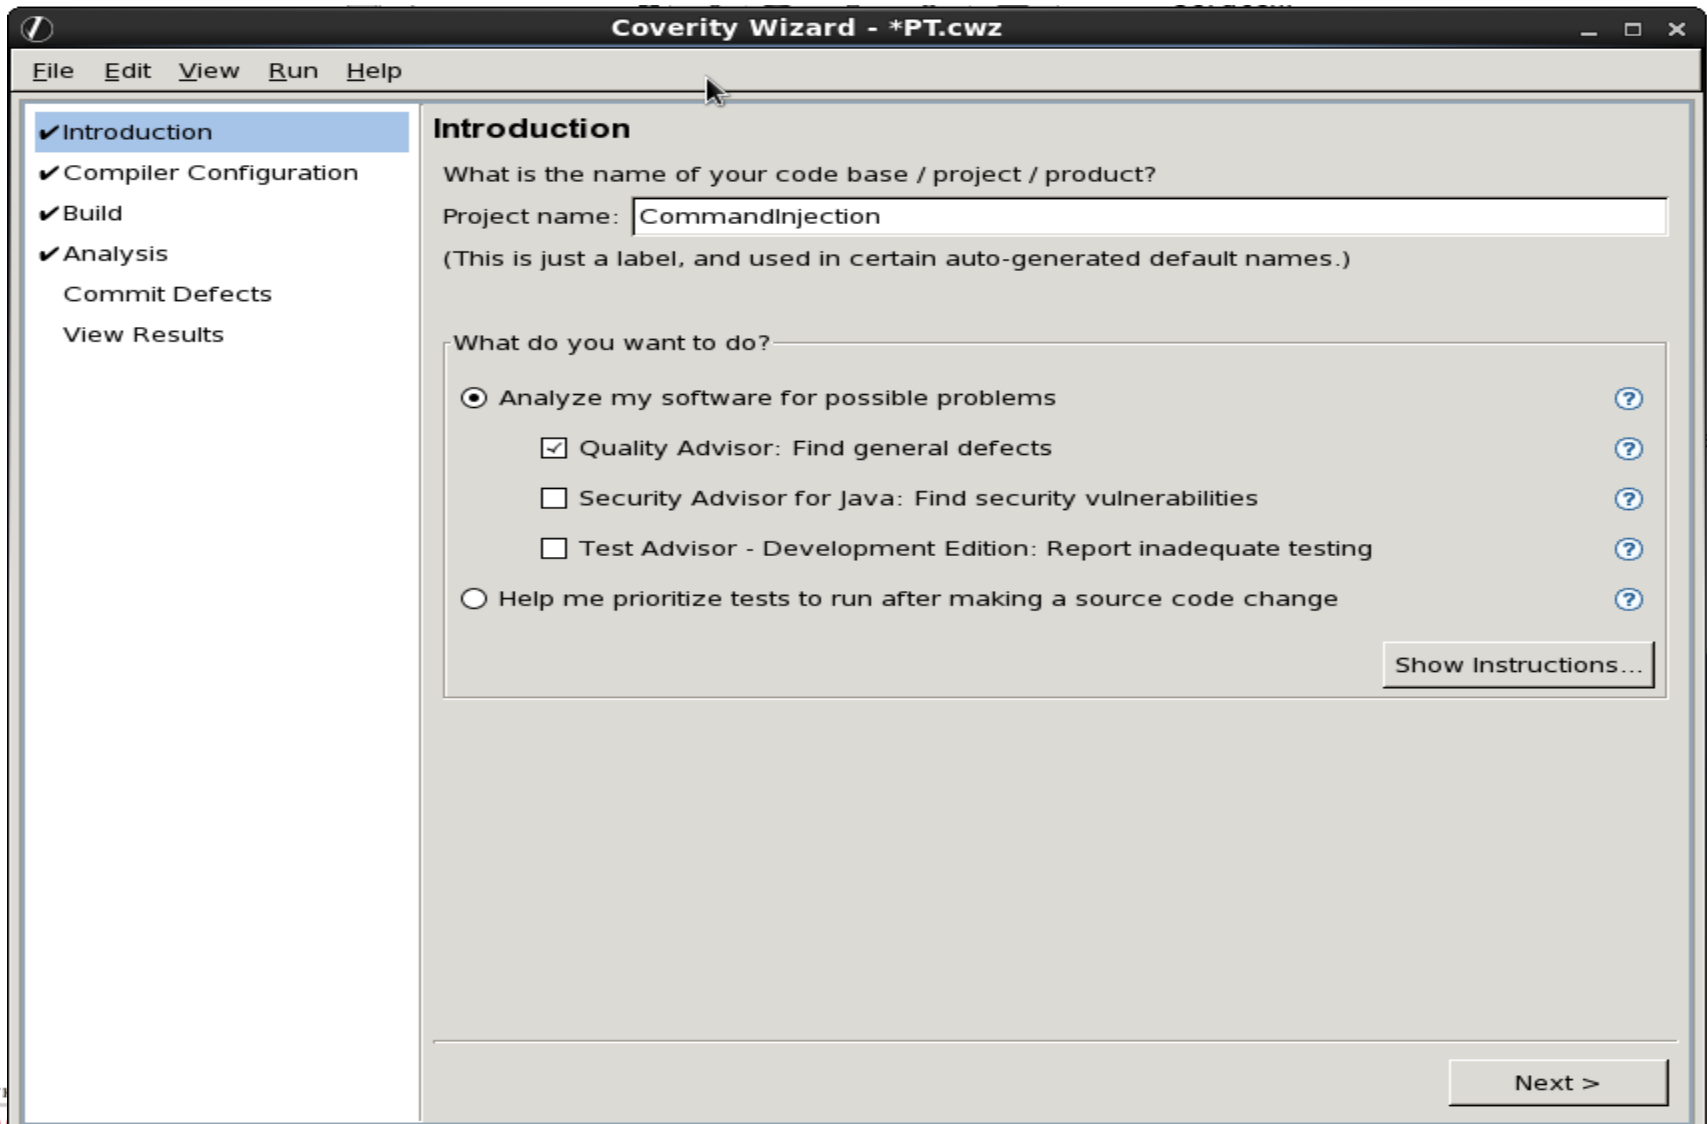 Coverity Wizard - *PT.cwz
File Edit View Run Help
✔Introduction
✔Compiler Configuration
✔Build
✔Analysis
Commit Defects
View Results
Introduction
What is the name of your code base / project / product?
Project name: CommandInjection
(This is just a label, and used in certain auto-generated default names.)
What do you want to do?
Analyze my software for possible problems
Quality Advisor: Find general defects
Security Advisor for Java: Find security vulnerabilities
Test Advisor - Development Edition: Report inadequate testing
Help me prioritize tests to run after making a source code change
Show Instructions...
Next >